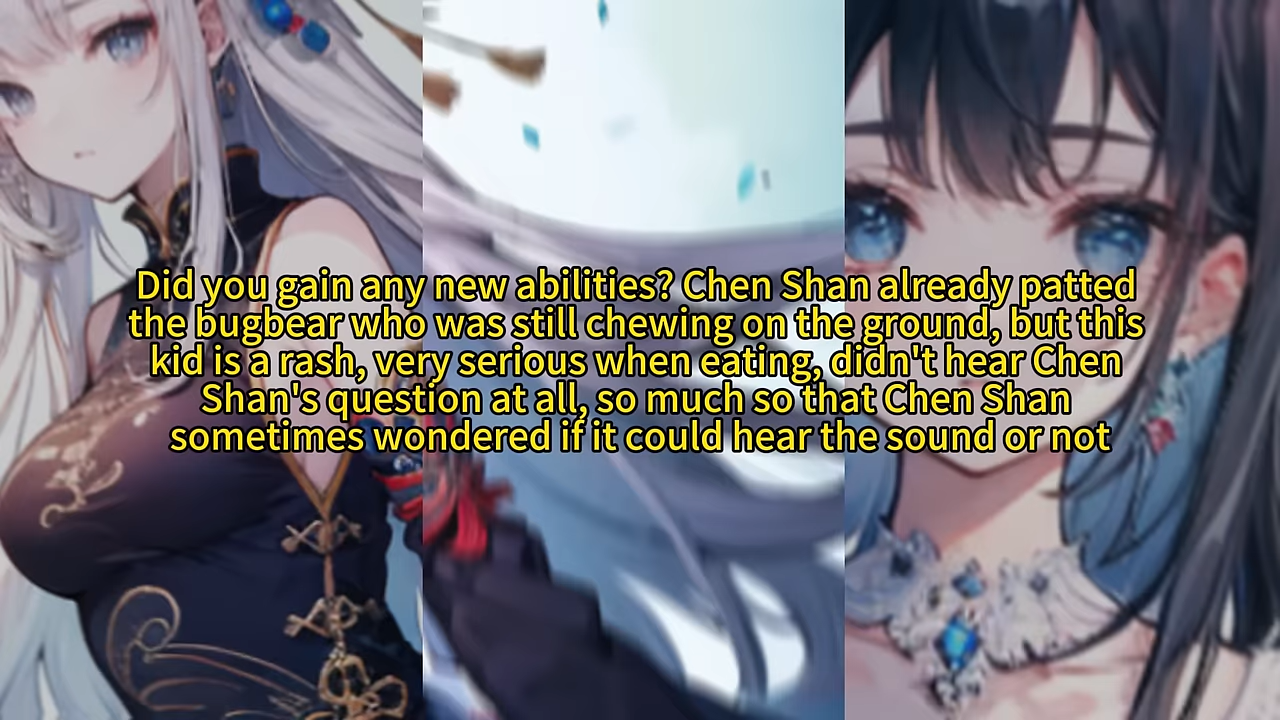 Did you gain any new abilities? Chen Shan already patted
the bugbear who was still chewing on the ground, but this
kid is a rash, very serious when eating, didn't hear Chen
Shan's question at all, so much so that Chen Shan
sometimes wondered if it could hear the sound or not